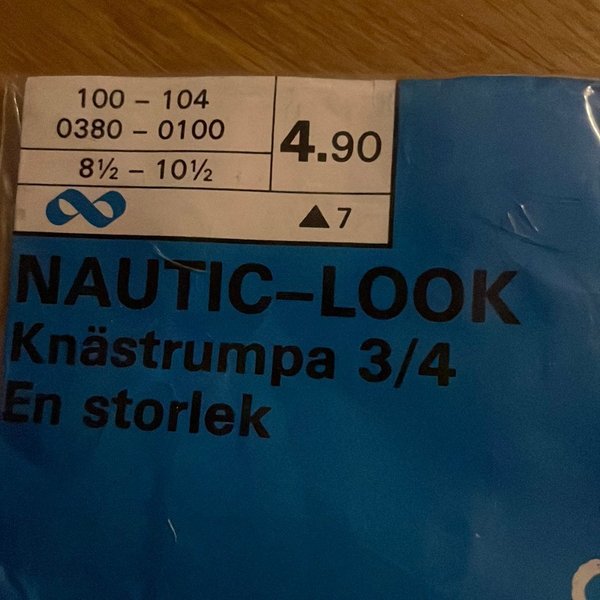 100 – 104
0380 – 0100
4.90
8½ – 10½
▲ 7
NAUTIC–LOOK
Knästrumpa 3/4
En storlek